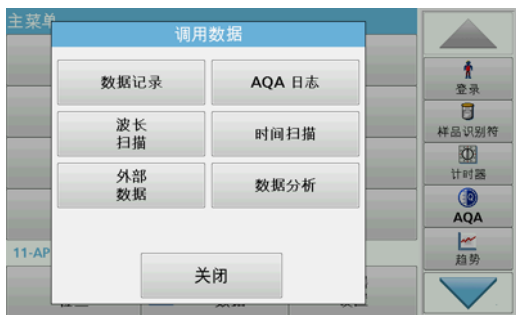 主菜单
调用数据
数据记录
AQA 日志
波长
扫描
时间扫描
外部
数据
数据分析
关闭
11-AP
登录
样品识别符
计时器
AQA
趋势